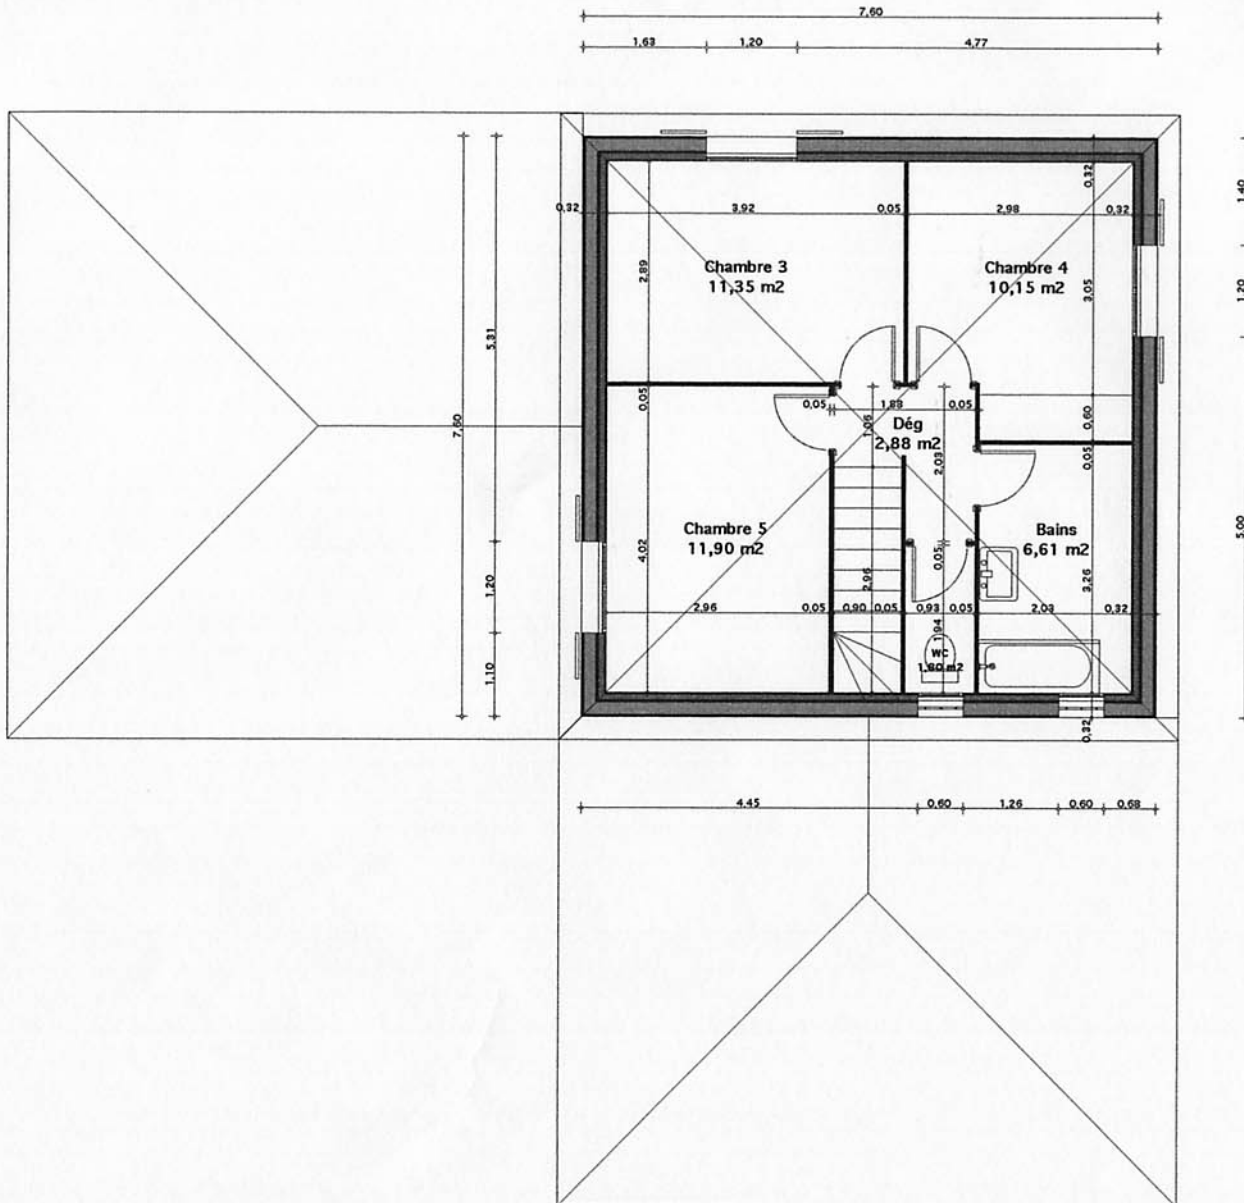 7,60
1,63 1,20 4,77
0,32 3,92 0,05 2,98 0,32
0,32
1,40
2,89
Chambre 3
11,35 m2
Chambre 4
10,15 m2
3,05
1,20
5,31
7,60
0,05
0,05 1,88 0,05
0,60
Dég
2,88 m2
1,06
2,03
0,05
Chambre 5
11,90 m2
4,02
Bains
6,61 m2
5,00
0,05
2,96
3,26
1,20
2,96 0,05 0,90 0,05 0,93 0,05 2,03 0,32
1,94
wc
1,80 m2
1,10
0,32
4,45 0,60 1,26 0,60 0,68